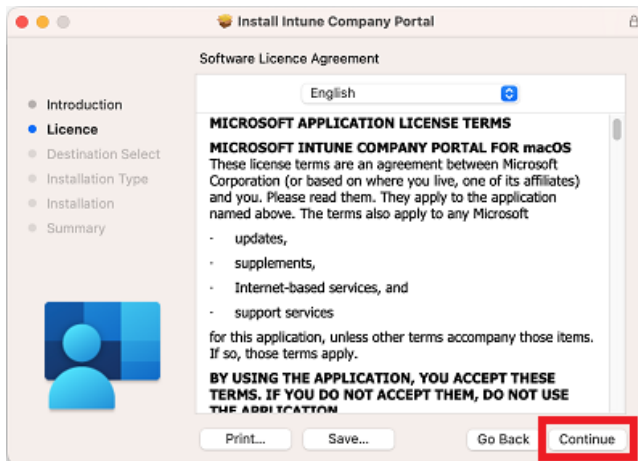 Install Intune Company Portal
Software Licence Agreement
Introduction
Licence
Destination Select
Installation Type
Installation
Summary
English
MICROSOFT APPLICATION LICENSE TERMS
MICROSOFT INTUNE COMPANY PORTAL FOR macOS
These license terms are an agreement between Microsoft
Corporation (or based on where you live, one of its affiliates)
and you. Please read them. They apply to the application
named above. The terms also apply to any Microsoft
· updates,
· supplements,
· Internet-based services, and
· support services
for this application, unless other terms accompany those items.
If so, those terms apply.
BY USING THE APPLICATION, YOU ACCEPT THESE
TERMS. IF YOU DO NOT ACCEPT THEM, DO NOT USE
THE APPLICATION
Print...
Save...
Go Back
Continue